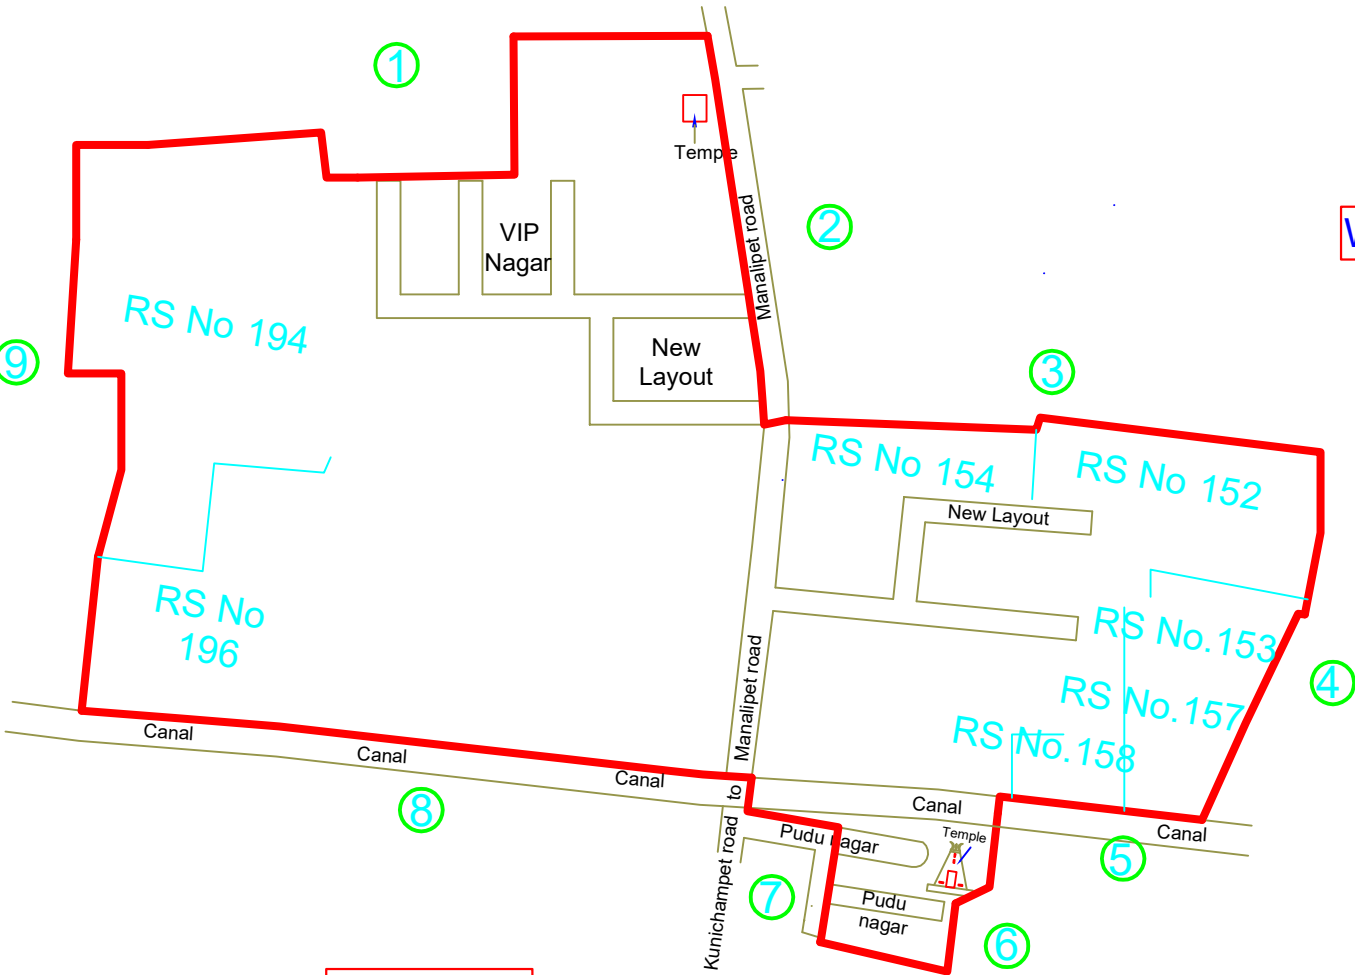 1
Temple
VIP
Nagar
2
Manalipet road
RS No 194
9
New
Layout
3
RS No 154
RS No 152
New Layout
RS No
196
RS No.153
4
RS No.157
RS No.158
Manalipet road
to
Kunichampet road
Canal
Canal
Canal
Canal
Canal
8
Pudu nagar
Temple
5
7
Pudu
nagar
6